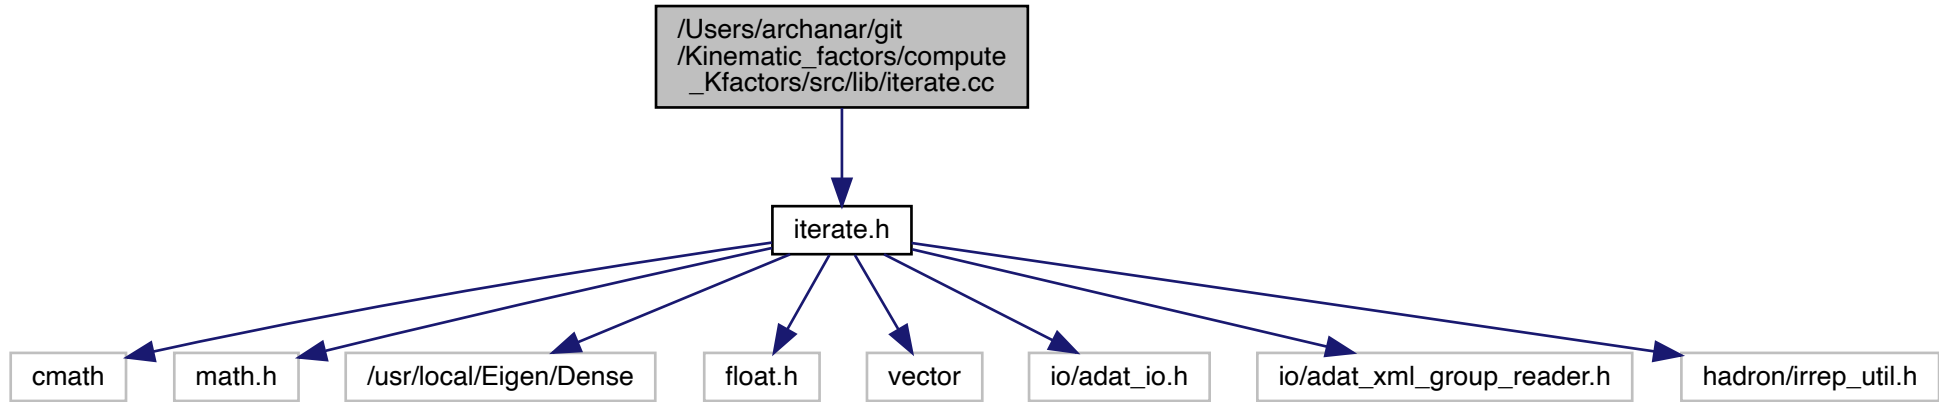 /Users/archanar/git
/Kinematic_factors/compute
_Kfactors/src/lib/iterate.cc
iterate.h
cmath
math.h
/usr/local/Eigen/Dense
float.h
vector
io/adat_io.h
io/adat_xml_group_reader.h
hadron/irrep_util.h